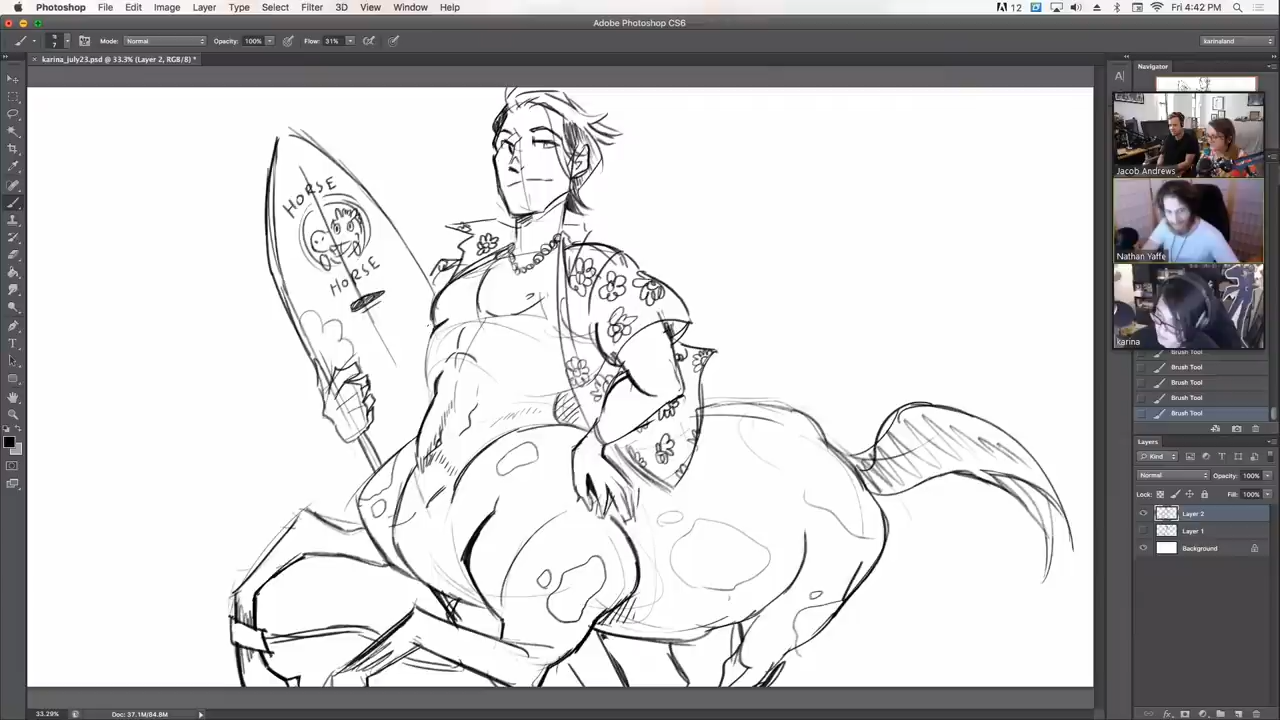 Photoshop File Edit Image Layer Type Select Filter 3D View Window Help
12
Fri 4:42 PM
Adobe Photoshop CS6
7
Mode: Normal
Opacity: 100%
Flow: 31%
karinaland
karina_july23.psd @ 33.3% (Layer 2, RGB/8) *
Navigator
Jacob Andrews
Nathan Yaffe
karina
HORSE
HORSE
Brush Tool
Brush Tool
Brush Tool
Brush Tool
Brush Tool
Layers
Kind
Normal
Opacity: 100%
Lock:
Fill: 100%
Layer 2
Layer 1
Background
33.29%
Doc: 37.1M/84.8M